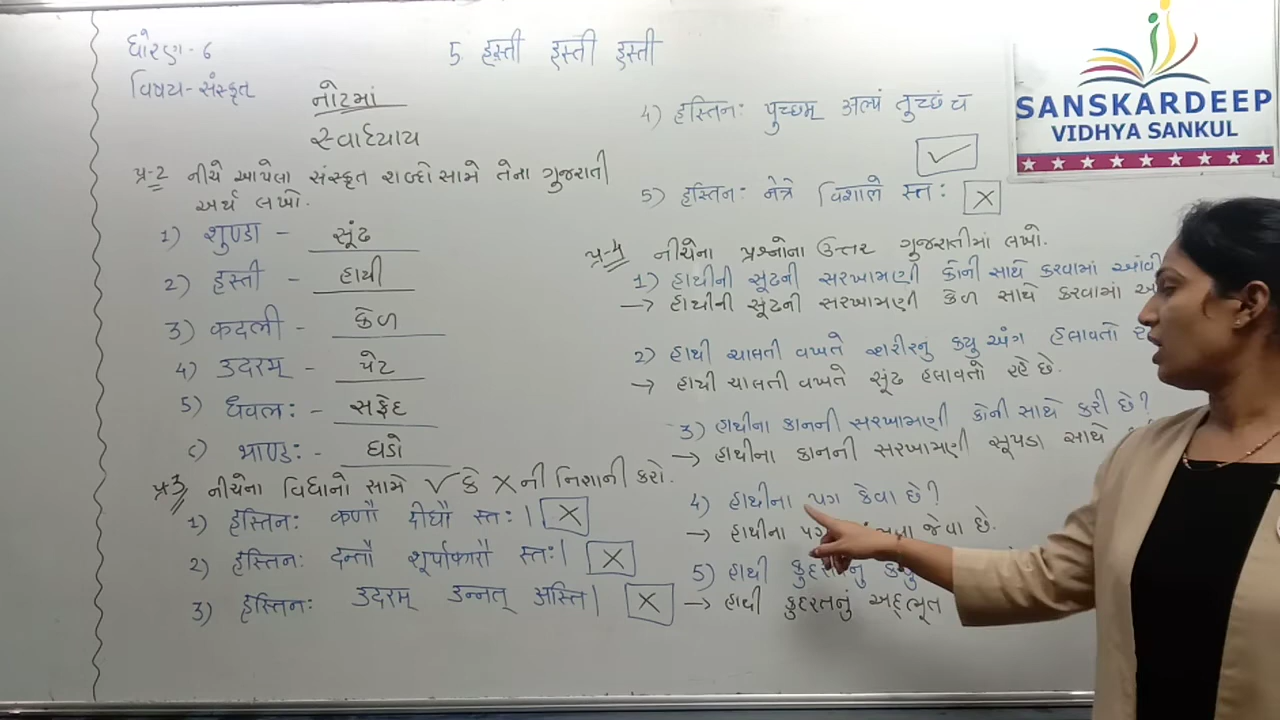 ધોરણ - ૬
5. हस्ती हस्ती हस्ती
વિષય - સંસ્કૃત
નોટમાં
સ્વાધ્યાય
પ્ર-2 નીચે આપેલા સંસ્કૃત શબ્દો સામે તેના ગુજરાતી
અર્થ લખો.
1) शुण्डा - સૂંઢ
2) हस्ती - હાથી
3) कदली - કેળ
4) उदरम् - પેટ
5) धवलः - સફેદ
૬) भाण्डः - ઘડો
પ્ર-3 નીચેના વિધાનો સામે ✓ કે X ની નિશાની કરો.
1) हस्तिनः कर्णौ दीर्घौ स्तः। X
2) हस्तिनः दन्तौ शूर्पाकारौ स्तः। X
3) हस्तिनः उदरम् उन्नत् अस्ति। X
4) हस्तिनः पुच्छम् अल्पं तुच्छं च
✓
5) हस्तिनः नेत्रे विशाले स्तः X
પ્ર-4 નીચેના પ્રશ્નોના ઉત્તર ગુજરાતીમાં લખો.
1) હાથીની સૂંઢની સરખામણી કોની સાથે કરવામાં આવી
→ હાથીની સૂંઢની સરખામણી કેળ સાથે કરવામાં
2) હાથી ચાલતી વખતે શરીરનું કયુ અંગ હલાવતો
→ હાથી ચાલતી વખતે સૂંઢ હલાવતો રહે છે.
3) હાથીના કાનની સરખામણી કોની સાથે કરી છે?
→ હાથીના કાનની સરખામણી સૂપડા સાથે
4) હાથીના પગ કેવા છે?
→ હાથીના પગ જેવા છે.
5) હાથી
→ હાથી કુદરતનું અદ્ભૂત
SANSKARDEEP
VIDHYA SANKUL